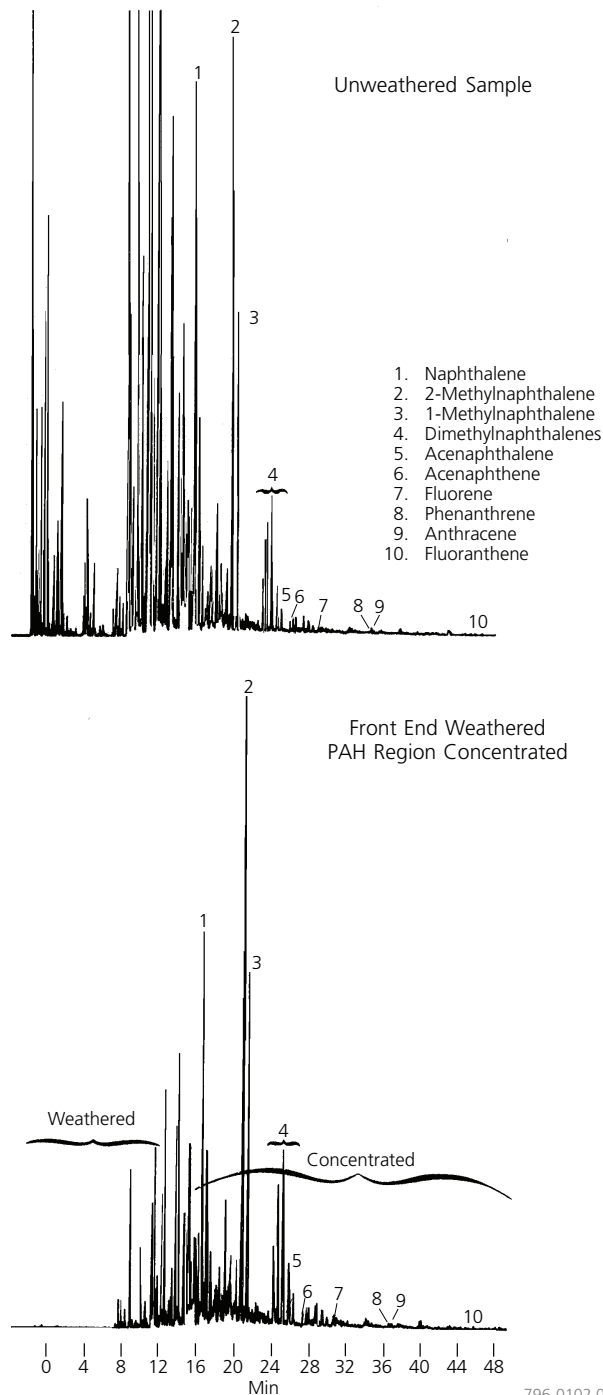 2
1
Unweathered Sample
3
1. Naphthalene
2. 2-Methylnaphthalene
3. 1-Methylnaphthalene
4. Dimethylnaphthalenes
5. Acenaphthalene
6. Acenaphthene
7. Fluorene
8. Phenanthrene
9. Anthracene
10. Fluoranthene
4
5 6 7 8 9 10
2
Front End Weathered
PAH Region Concentrated
1
3
Weathered
4
Concentrated
5
6 7 8 9 10
0 4 8 12 16 20 24 28 32 36 40 44 48
Min